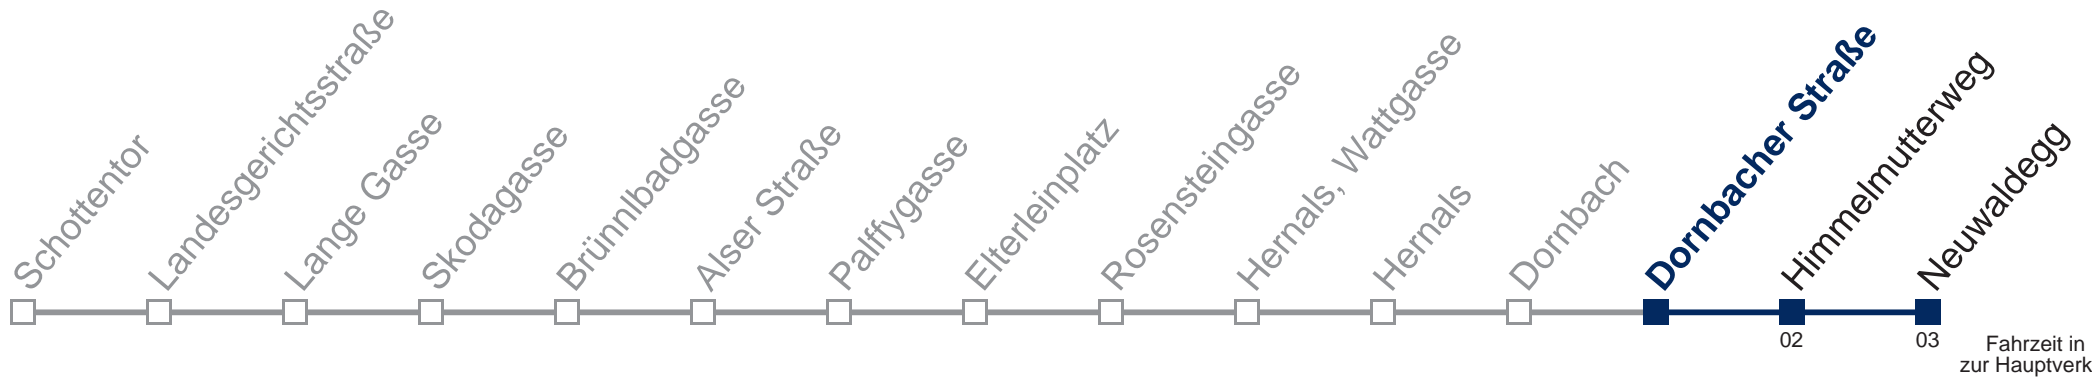 Schottentor
Landesgerichtsstraße
Lange Gasse
Skodagasse
Brünnlbadgasse
Alser Straße
Palffygasse
Elterleinplatz
Rosensteingasse
Hernals, Wattgasse
Hernals
Dornbach
Dornbacher Straße
Himmelmutterweg
Neuwaldegg
02
03
Fahrzeit in
zur Hauptverk